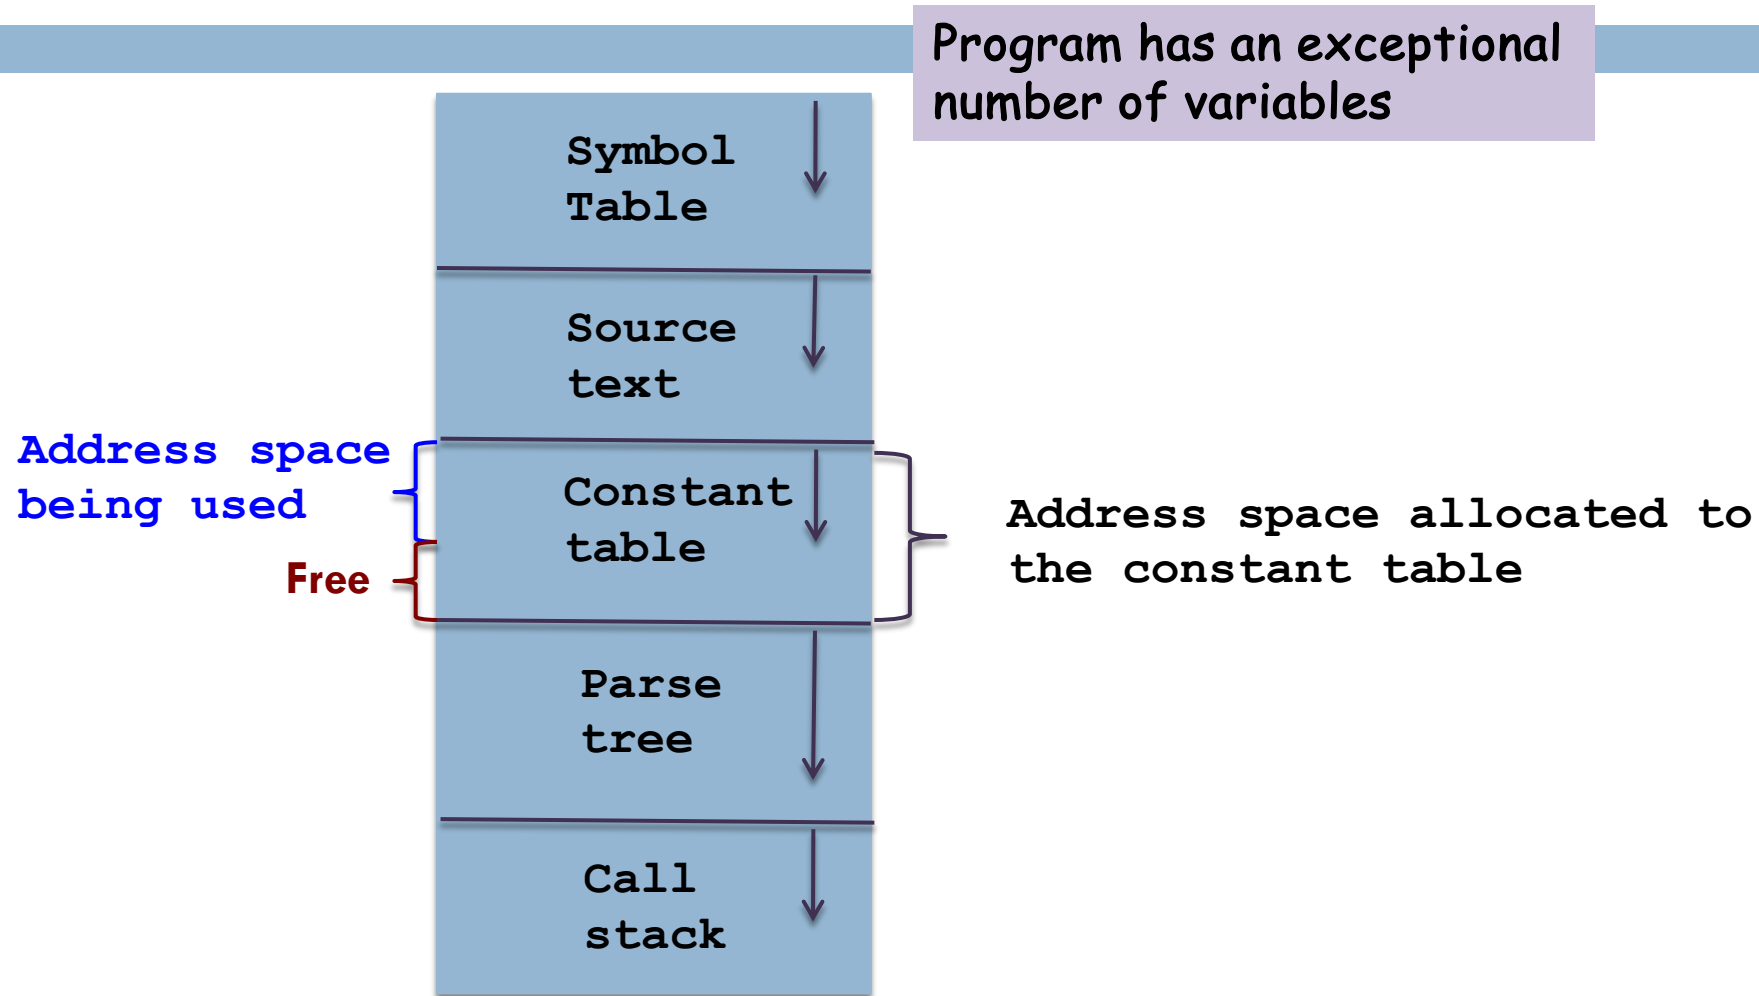 Program has an exceptional
number of variables
Symbol
Table
Source
text
Address space
being used
Constant
table
Free
Address space allocated to
the constant table
Parse
tree
Call
stack